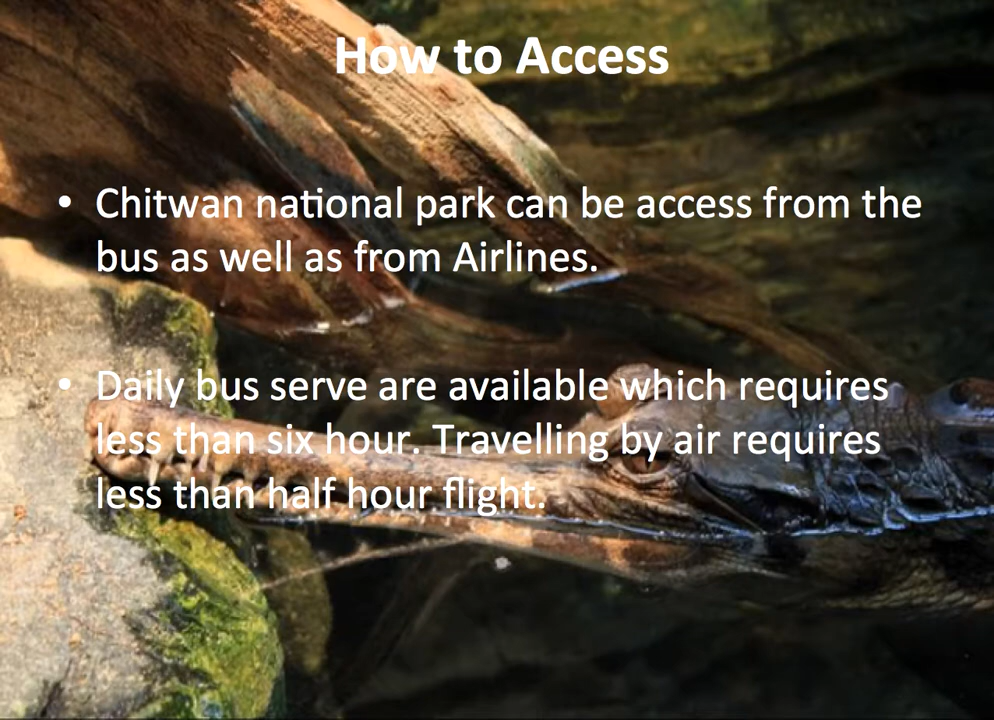 How to Access
• Chitwan national park can be access from the
bus as well as from Airlines.
• Daily bus serve are available which requires
less than six hour. Travelling by air requires
less than half hour flight.